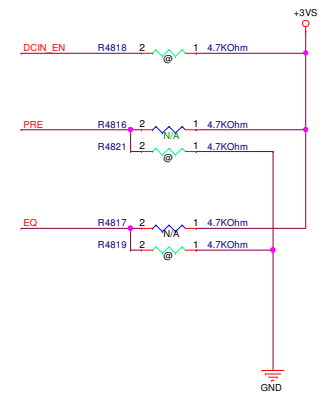 +3VS
DCIN_EN R4818 2 1 4.7KOhm
@
PRE R4816 2 1 4.7KOhm
N/A
R4821 2 1 4.7KOhm
@
EQ R4817 2 1 4.7KOhm
N/A
R4819 2 1 4.7KOhm
@
GND